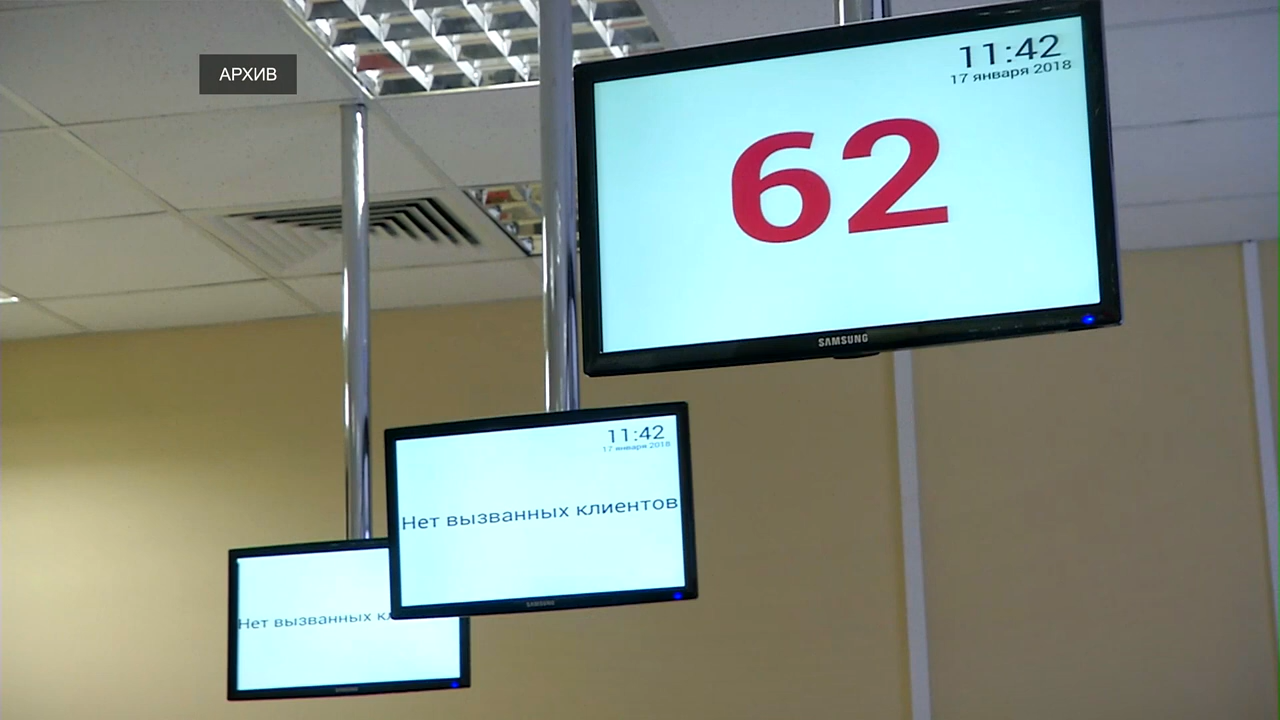 АРХИВ
11:42
17 января 2018
62
SAMSUNG
11:42
17 января 2018
Нет вызванных клиентов
SAMSUNG
Нет вызванных